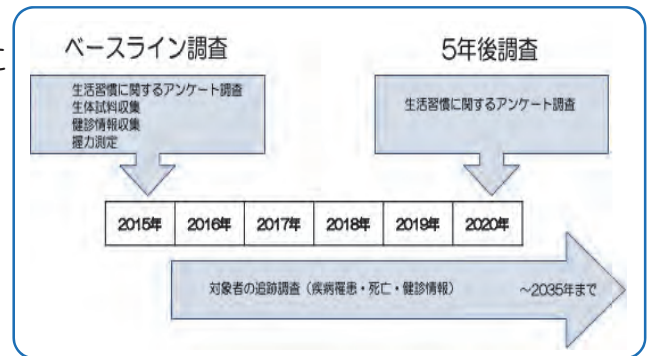 ベースライン調査
5年後調査
生活習慣に関するアンケート調査
生体試料収集
健診情報収集
握力測定
生活習慣に関するアンケート調査
2015年 2016年 2017年 2018年 2019年 2020年
対象者の追跡調査（疾病罹患・死亡・健診情報） ～2035年まで